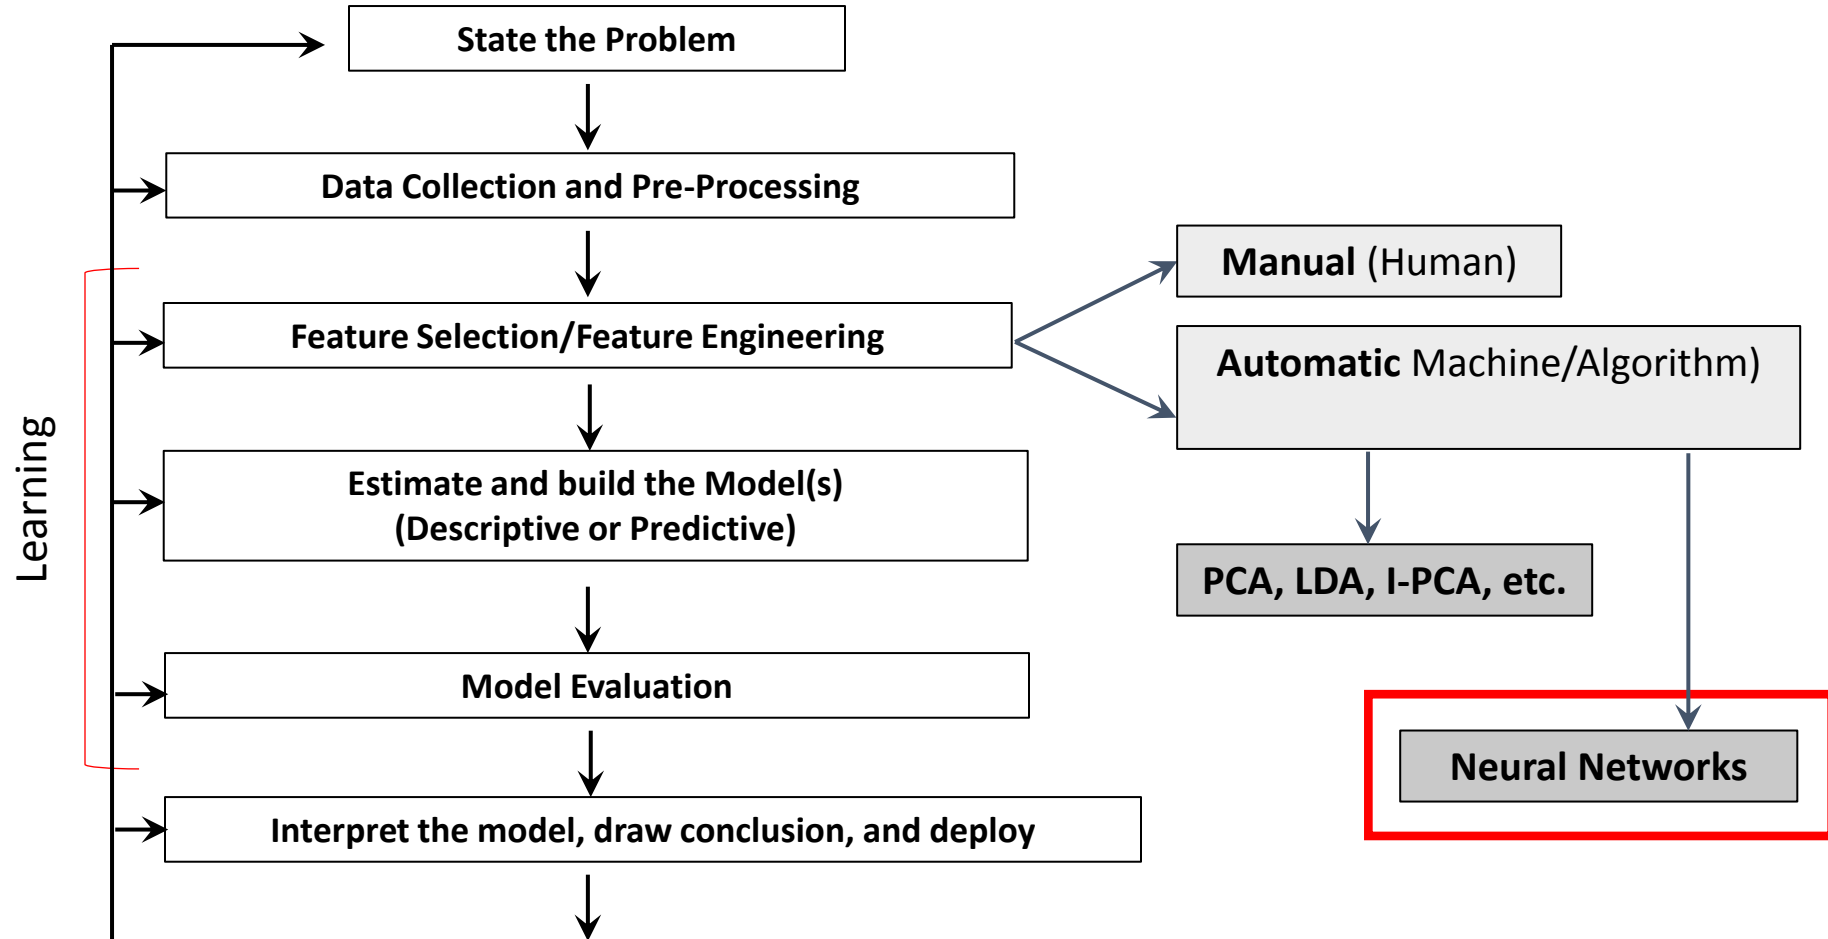 State the Problem
Data Collection and Pre-Processing
Manual (Human)
Feature Selection/Feature Engineering
Automatic Machine/Algorithm)
Learning
Estimate and build the Model(s)
(Descriptive or Predictive)
PCA, LDA, I-PCA, etc.
Model Evaluation
Neural Networks
Interpret the model, draw conclusion, and deploy